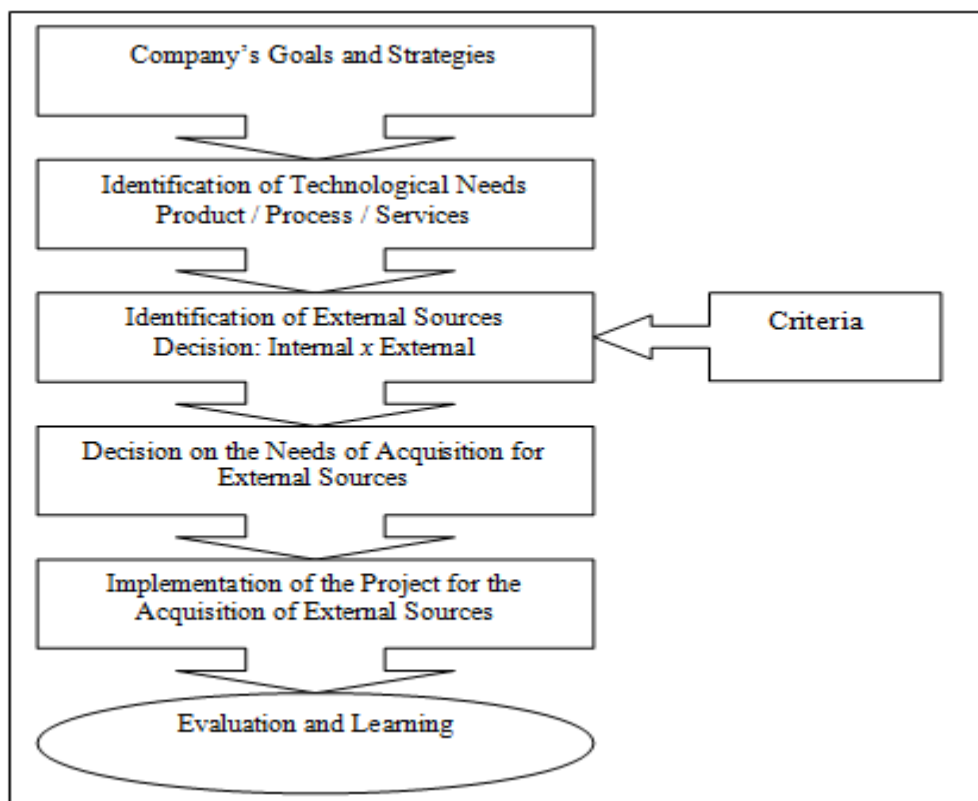 Company’s Goals and Strategies
Identification of Technological Needs
Product / Process / Services
Identification of External Sources
Decision: Internal x External
Criteria
Decision on the Needs of Acquisition for
External Sources
Implementation of the Project for the
Acquisition of External Sources
Evaluation and Learning